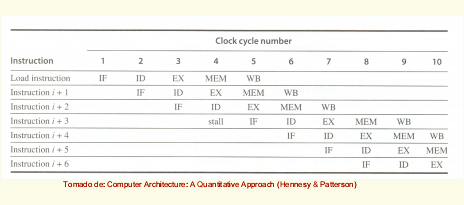 Clock cycle number
Instruction 1 2 3 4 5 6 7 8 9 10
Load instruction IF ID EX MEM WB
Instruction i + 1 IF ID EX MEM WB
Instruction i + 2 IF ID EX MEM WB
Instruction i + 3 stall IF ID EX MEM WB
Instruction i + 4 IF ID EX MEM WB
Instruction i + 5 IF ID EX MEM
Instruction i + 6 IF ID EX
Tomado de: Computer Architecture: A Quantitative Approach (Hennesy & Patterson)